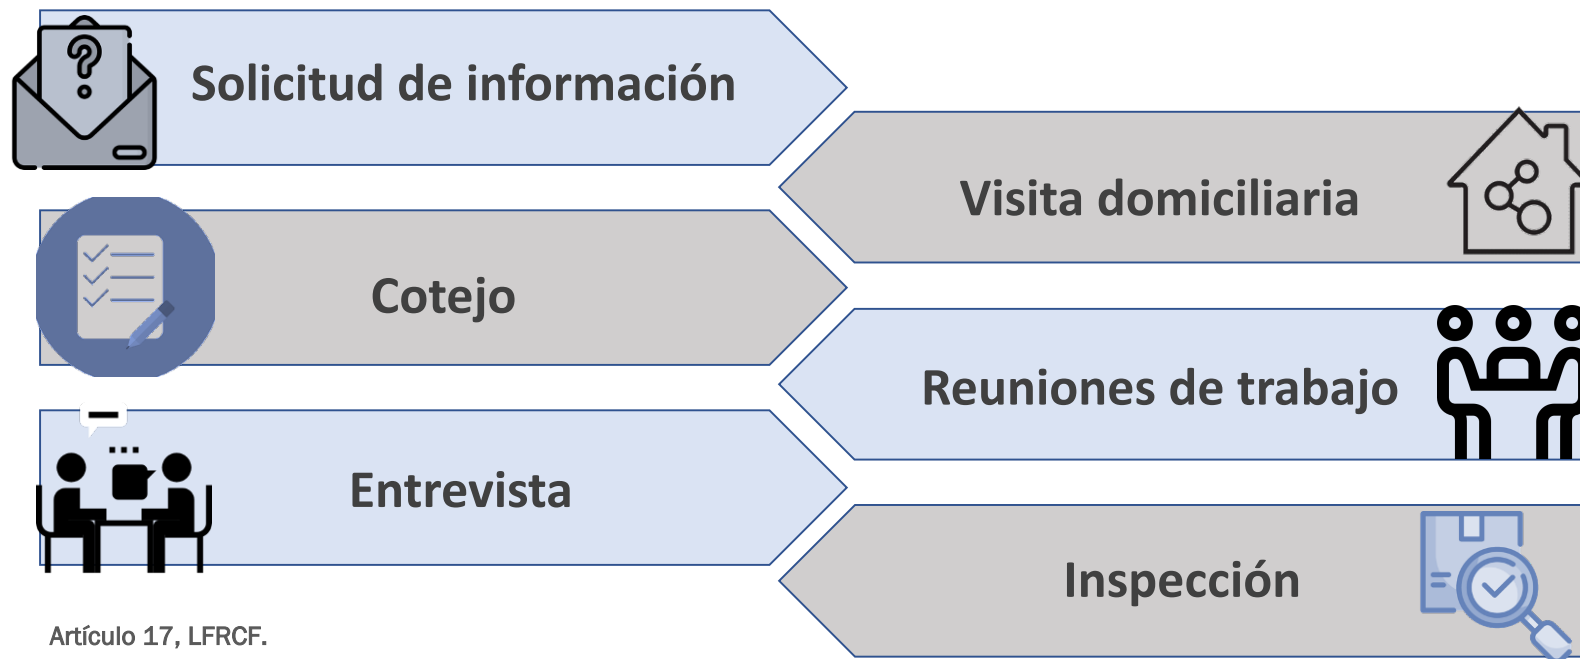 Solicitud de información
Visita domiciliaria
Cotejo
Reuniones de trabajo
Entrevista
Inspección
Artículo 17, LFRCF.